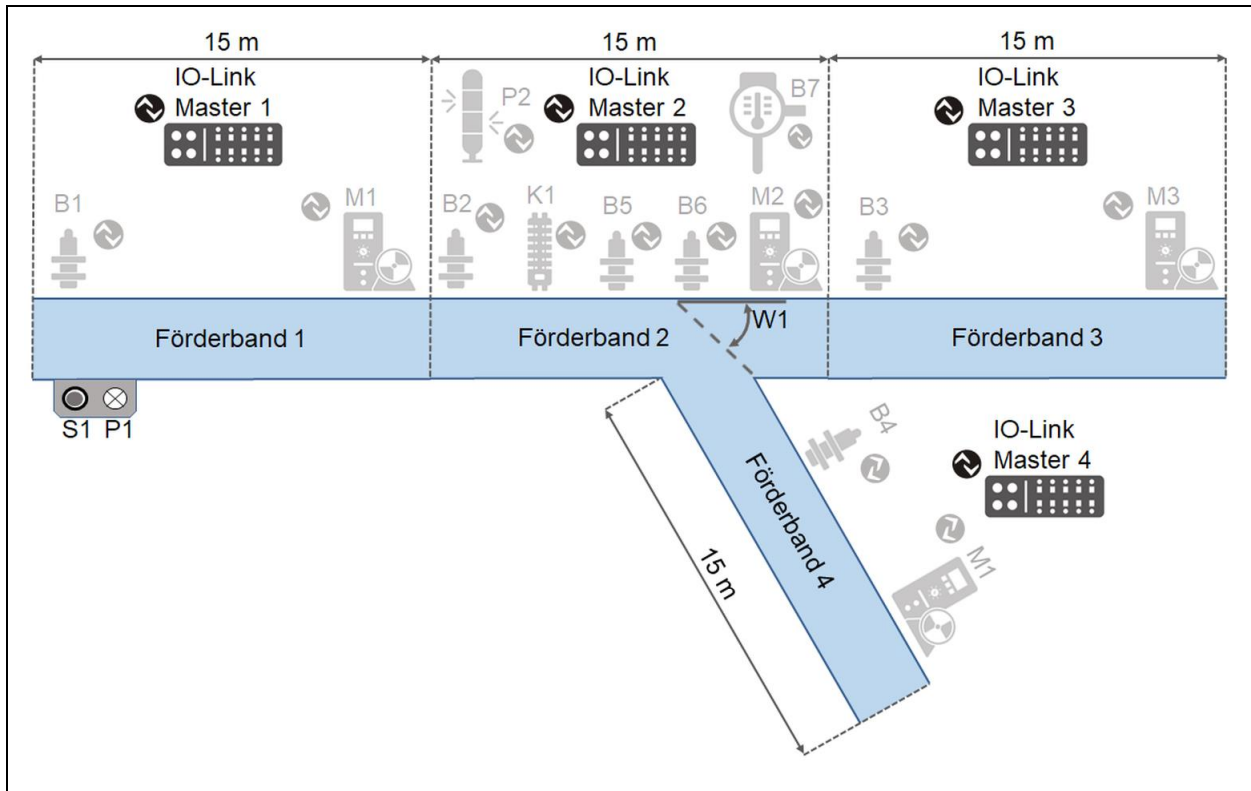 15 m
15 m
15 m
IO-Link
Master 1
P2
IO-Link
Master 2
B7
IO-Link
Master 3
B1
M1
B2
K1
B5
B6
M2
B3
M3
Förderband 1
Förderband 2
W1
Förderband 3
S1 P1
B4
IO-Link
Master 4
Förderband 4
M1
15 m